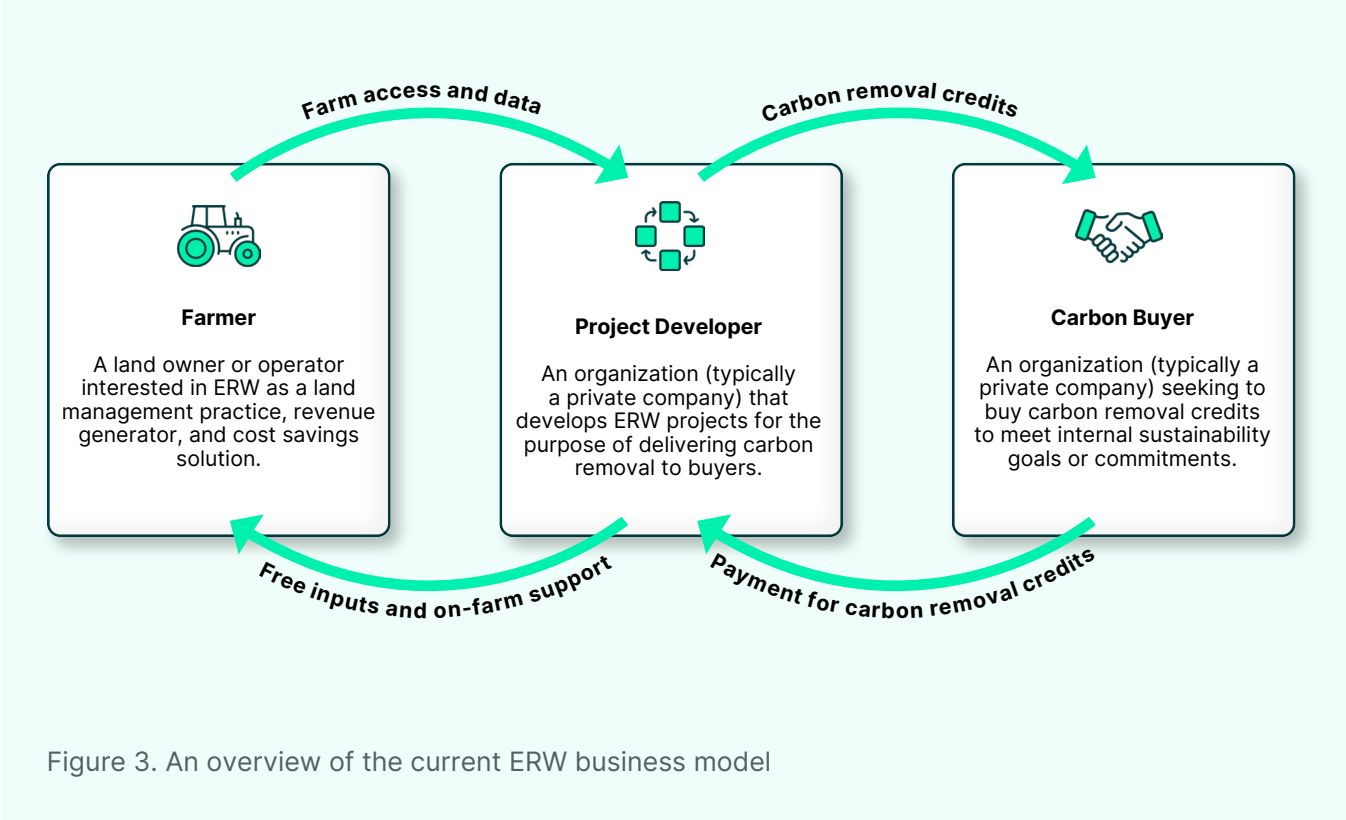 Farm access and data
Carbon removal credits
Farmer
A land owner or operator
interested in ERW as a land
management practice, revenue
generator, and cost savings
solution.
Project Developer
An organization (typically
a private company) that
develops ERW projects for the
purpose of delivering carbon
removal to buyers.
Carbon Buyer
An organization (typically a
private company) seeking to
buy carbon removal credits
to meet internal sustainability
goals or commitments.
Free inputs and on-farm support
Payment for carbon removal credits
Figure 3. An overview of the current ERW business model